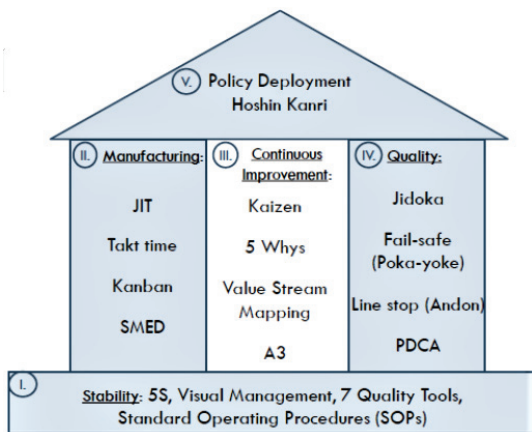 V. Policy Deployment
Hoshin Kanri
II. Manufacturing:
JIT
Takt time
Kanban
SMED
III. Continuous
Improvement:
Kaizen
5 Whys
Value Stream
Mapping
A3
IV. Quality:
Jidoka
Fail-safe
(Poka-yoke)
Line stop (Andon)
PDCA
I.
Stability: 5S, Visual Management, 7 Quality Tools,
Standard Operating Procedures (SOPs)